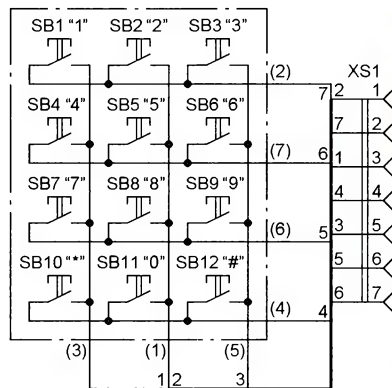 SB1 "1" SB2 "2" SB3 "3"
(2)
XS1
7 2 1
SB4 "4" SB5 "5" SB6 "6"
7 2
(7) 6 1 3
SB7 "7" SB8 "8" SB9 "9"
4 4
(6) 5 3 5
SB10 "*" SB11 "0" SB12 "#"
5 6
(4) 4 6 7
(3) (1) (5)
1 2 3